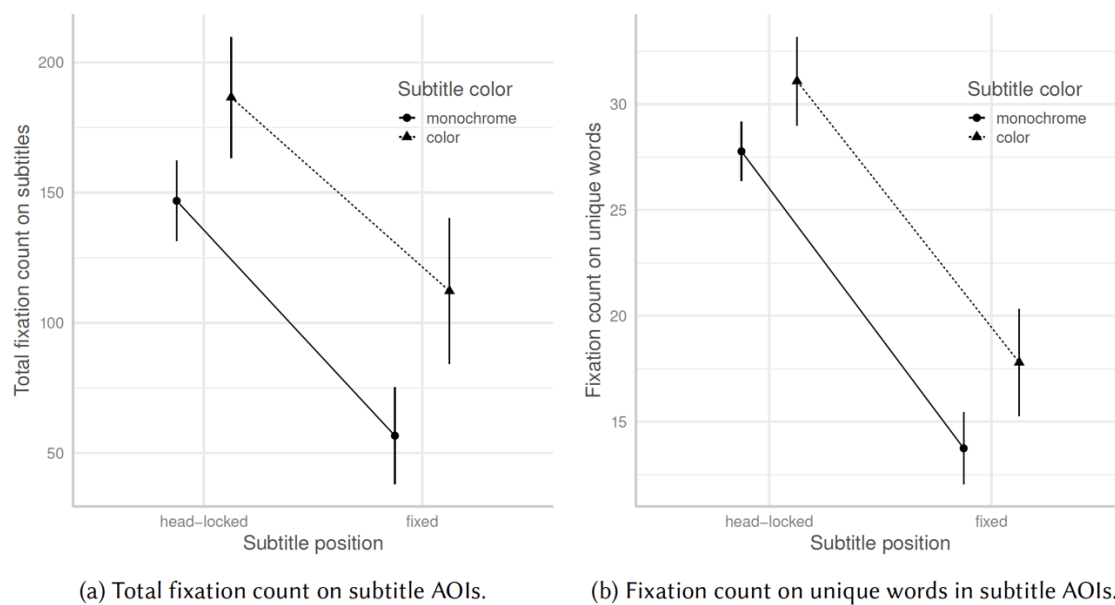 Total fixation count on subtitles
200
150
100
50
Subtitle color
monochrome
color
head-locked
fixed
Subtitle position
(a) Total fixation count on subtitle AOIs.
Fixation count on unique words
30
25
20
15
Subtitle color
monochrome
color
head-locked
fixed
Subtitle position
(b) Fixation count on unique words in subtitle AOIs.